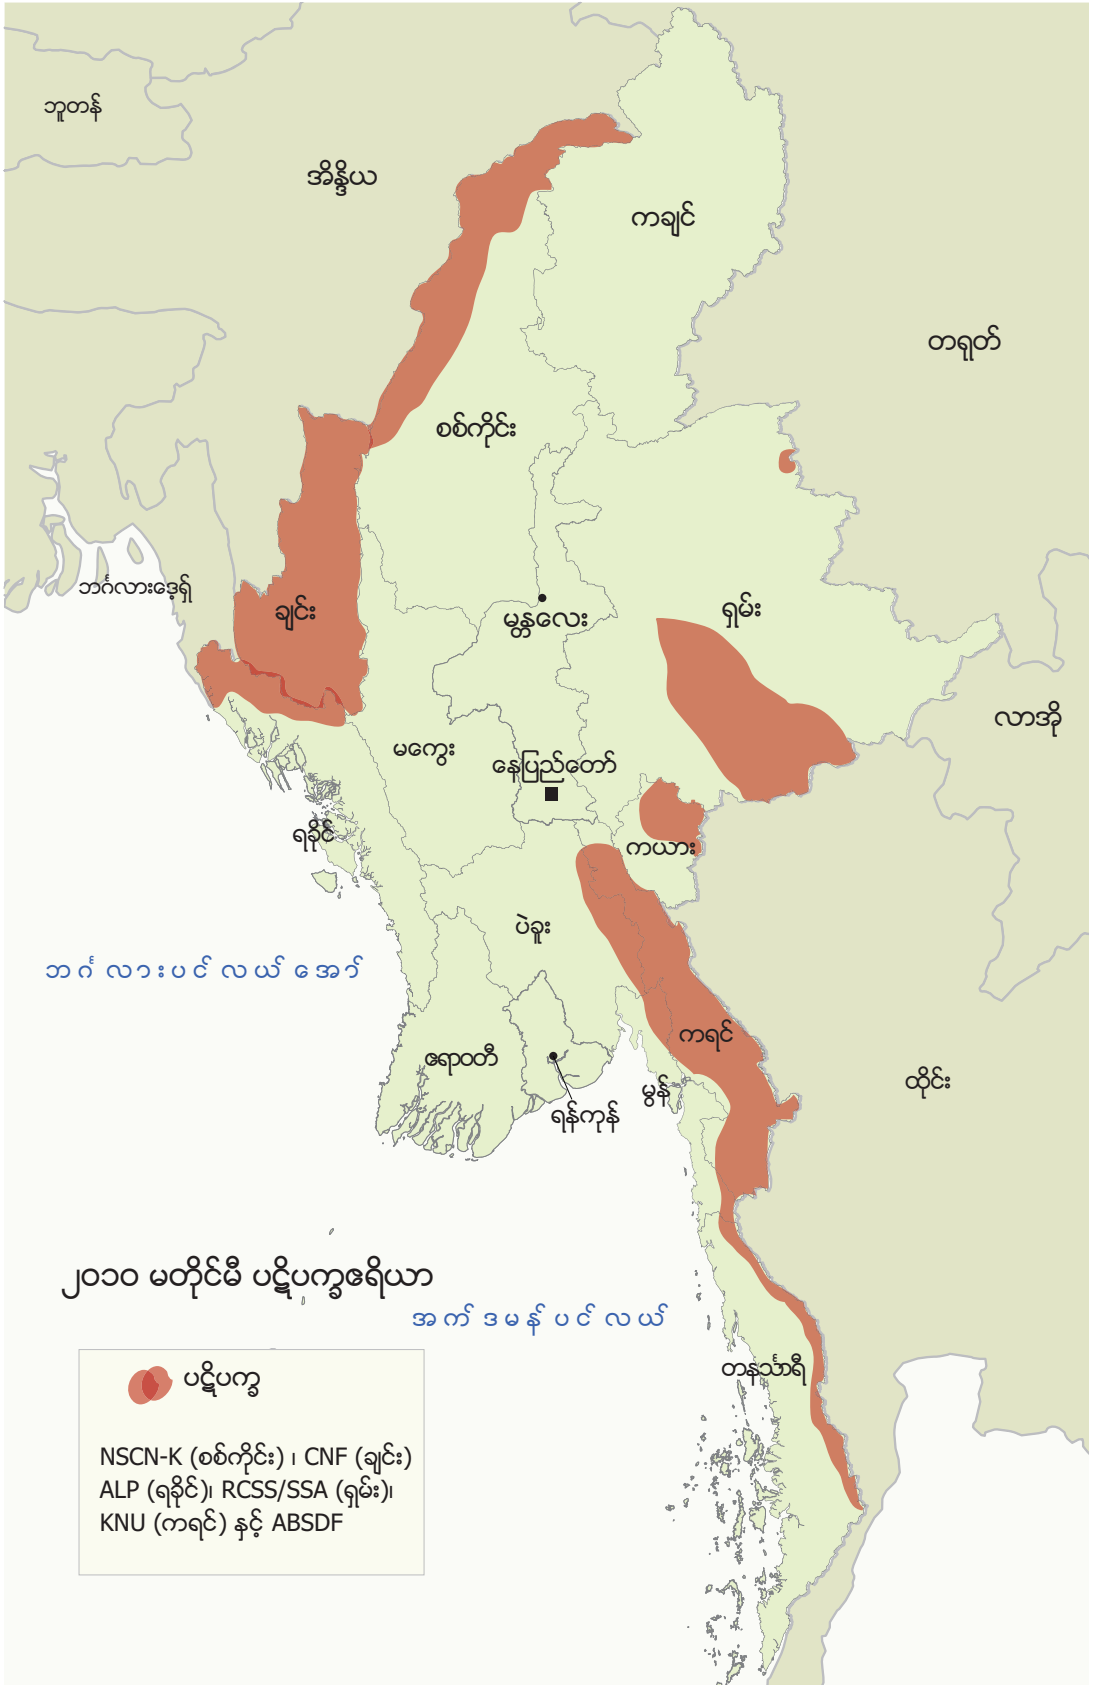 ဘူတန်
အိန္ဒိယ
ကချင်
တရုတ်
စစ်ကိုင်း
ဘင်္ဂလားဒေ့ရှ်
ချင်း
မန္တလေး
ရှမ်း
လာအို
မကွေး
နေပြည်တော်
ရခိုင်
ကယား
ပဲခူး
ဘင်္ဂလားပင်လယ်အော်
ကရင်
ဧရာဝတီ
ထိုင်း
မွန်
ရန်ကုန်
၂၀၁၀ မတိုင်မီ ပဋိပက္ခဧရိယာ
အက်ဒမန်ပင်လယ်
တနင်္သာရီ
ပဋိပက္ခ
NSCN-K (စစ်ကိုင်း) ၊ CNF (ချင်း)
ALP (ရခိုင်)၊ RCSS/SSA (ရှမ်း)၊
KNU (ကရင်) နှင့် ABSDF